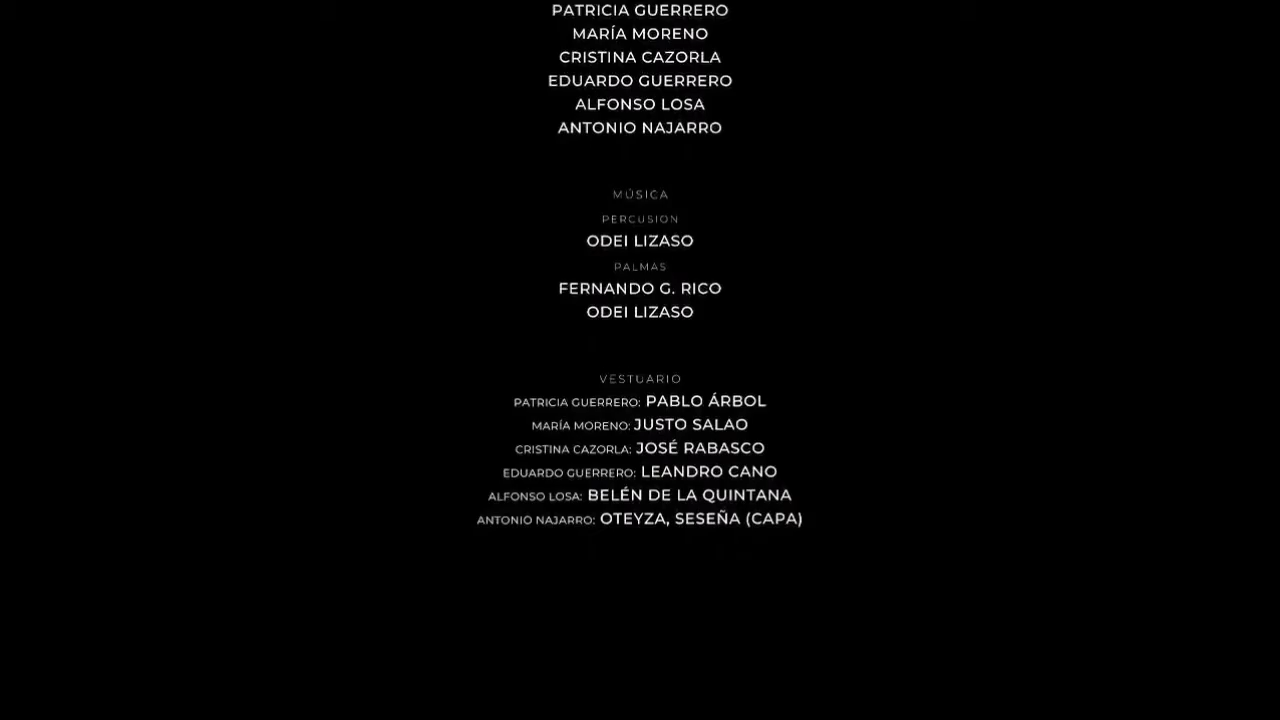 PATRICIA GUERRERO
MARÍA MORENO
CRISTINA CAZORLA
EDUARDO GUERRERO
ALFONSO LOSA
ANTONIO NAJARRO
MÚSICA
PERCUSION
ODEI LIZASO
PALMAS
FERNANDO G. RICO
ODEI LIZASO
VESTUARIO
PATRICIA GUERRERO: PABLO ÁRBOL
MARÍA MORENO: JUSTO SALAO
CRISTINA CAZORLA: JOSÉ RABASCO
EDUARDO GUERRERO: LEANDRO CANO
ALFONSO LOSA: BELÉN DE LA QUINTANA
ANTONIO NAJARRO: OTEYZA, SESEÑA (CAPA)